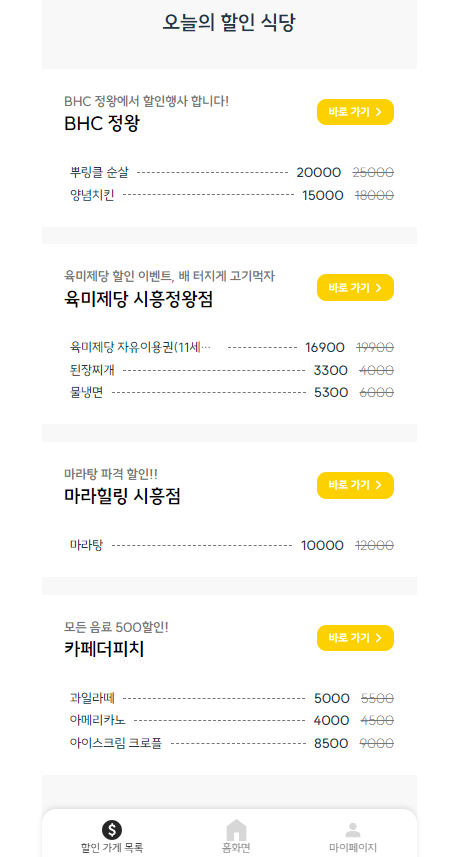 오늘의 할인 식당
BHC 정왕에서 할인행사 합니다!
BHC 정왕
바로 가기
뿌링클 순살 20000 25000
양념치킨 15000 18000
육미제당 할인 이벤트, 배 터지게 고기먹자
육미제당 시흥정왕점
바로 가기
육미제당 자유이용권(11세… 16900 19900
된장찌개 3300 4000
물냉면 5300 6000
마라탕 파격 할인!!
마라힐링 시흥점
바로 가기
마라탕 10000 12000
모든 음료 500할인!
카페더피치
바로 가기
과일라떼 5000 5500
아메리카노 4000 4500
아이스크림 크로플 8500 9000
할인 가게 목록 홈화면 마이페이지